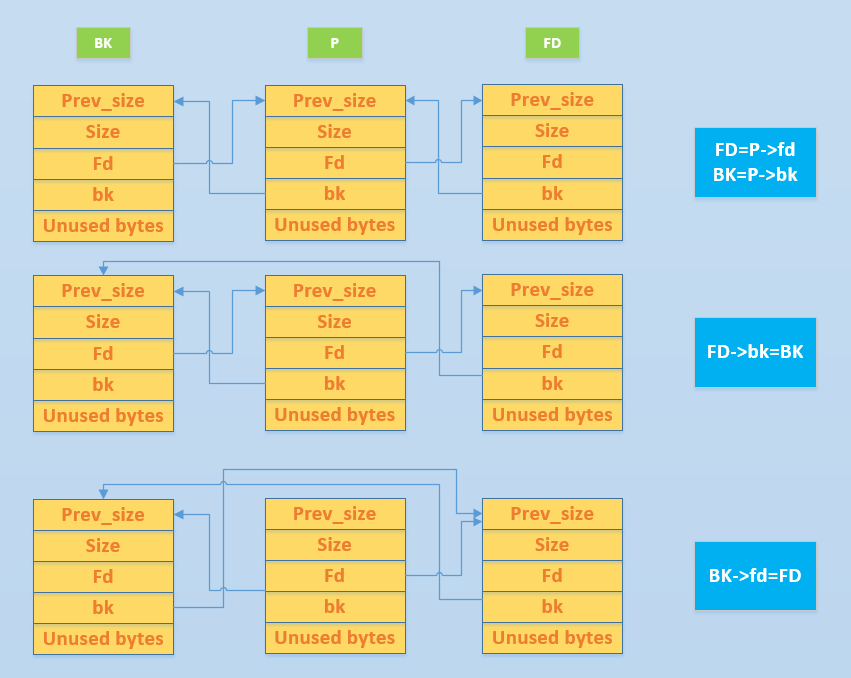 BK
P
FD
Prev_size
Prev_size
Prev_size
Size
Size
Size
Fd
Fd
Fd
bk
bk
bk
Unused bytes
Unused bytes
Unused bytes
FD=P->fd
BK=P->bk
Prev_size
Prev_size
Prev_size
Size
Size
Size
Fd
Fd
Fd
bk
bk
bk
Unused bytes
Unused bytes
Unused bytes
FD->bk=BK
Prev_size
Prev_size
Prev_size
Size
Size
Size
Fd
Fd
Fd
bk
bk
bk
Unused bytes
Unused bytes
Unused bytes
BK->fd=FD